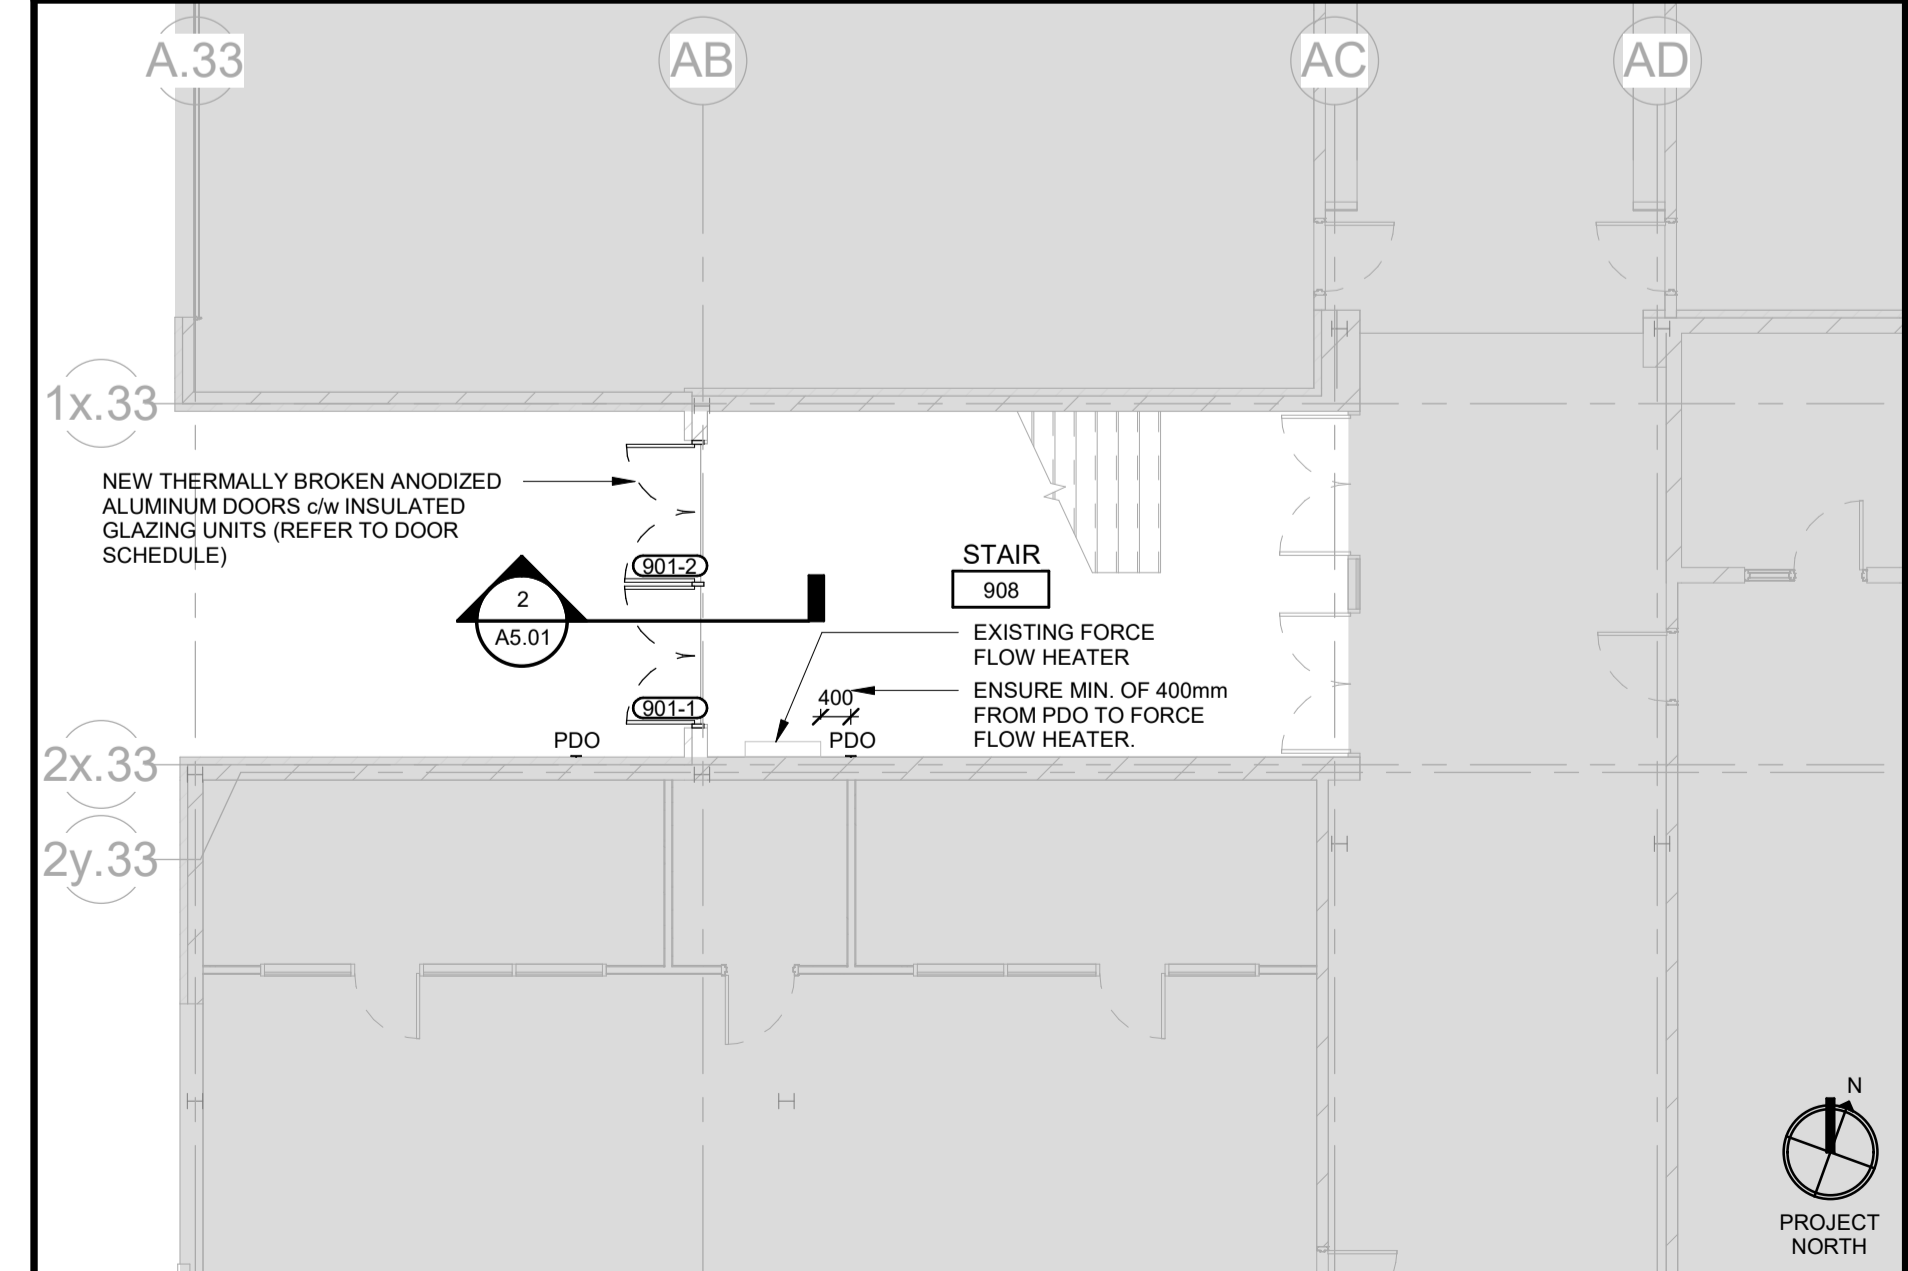 A.33
AB
AC
AD
1x.33
NEW THERMALLY BROKEN ANODIZED
ALUMINUM DOORS c/w INSULATED
GLAZING UNITS (REFER TO DOOR
SCHEDULE)
901-2
2
A5.01
STAIR
908
EXISTING FORCE
FLOW HEATER
ENSURE MIN. OF 400mm
FROM PDO TO FORCE
FLOW HEATER.
400
901-1
PDO
PDO
2x.33
2y.33
N
PROJECT
NORTH